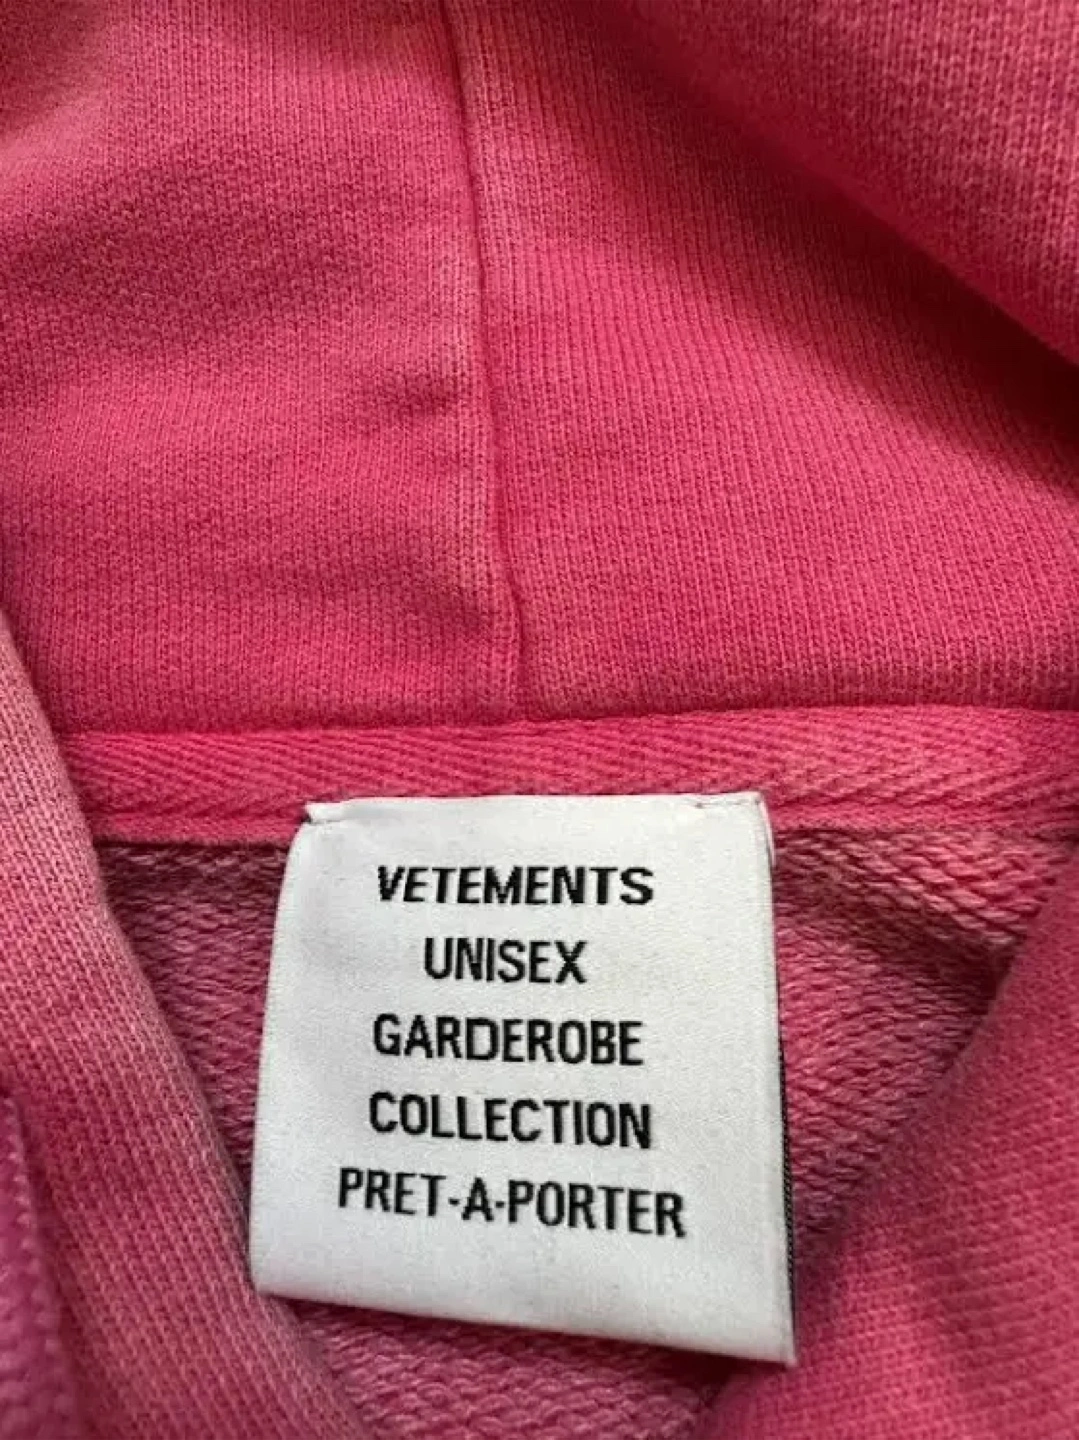 VETEMENTS
UNISEX
GARDEROBE
COLLECTION
PRET-A-PORTER